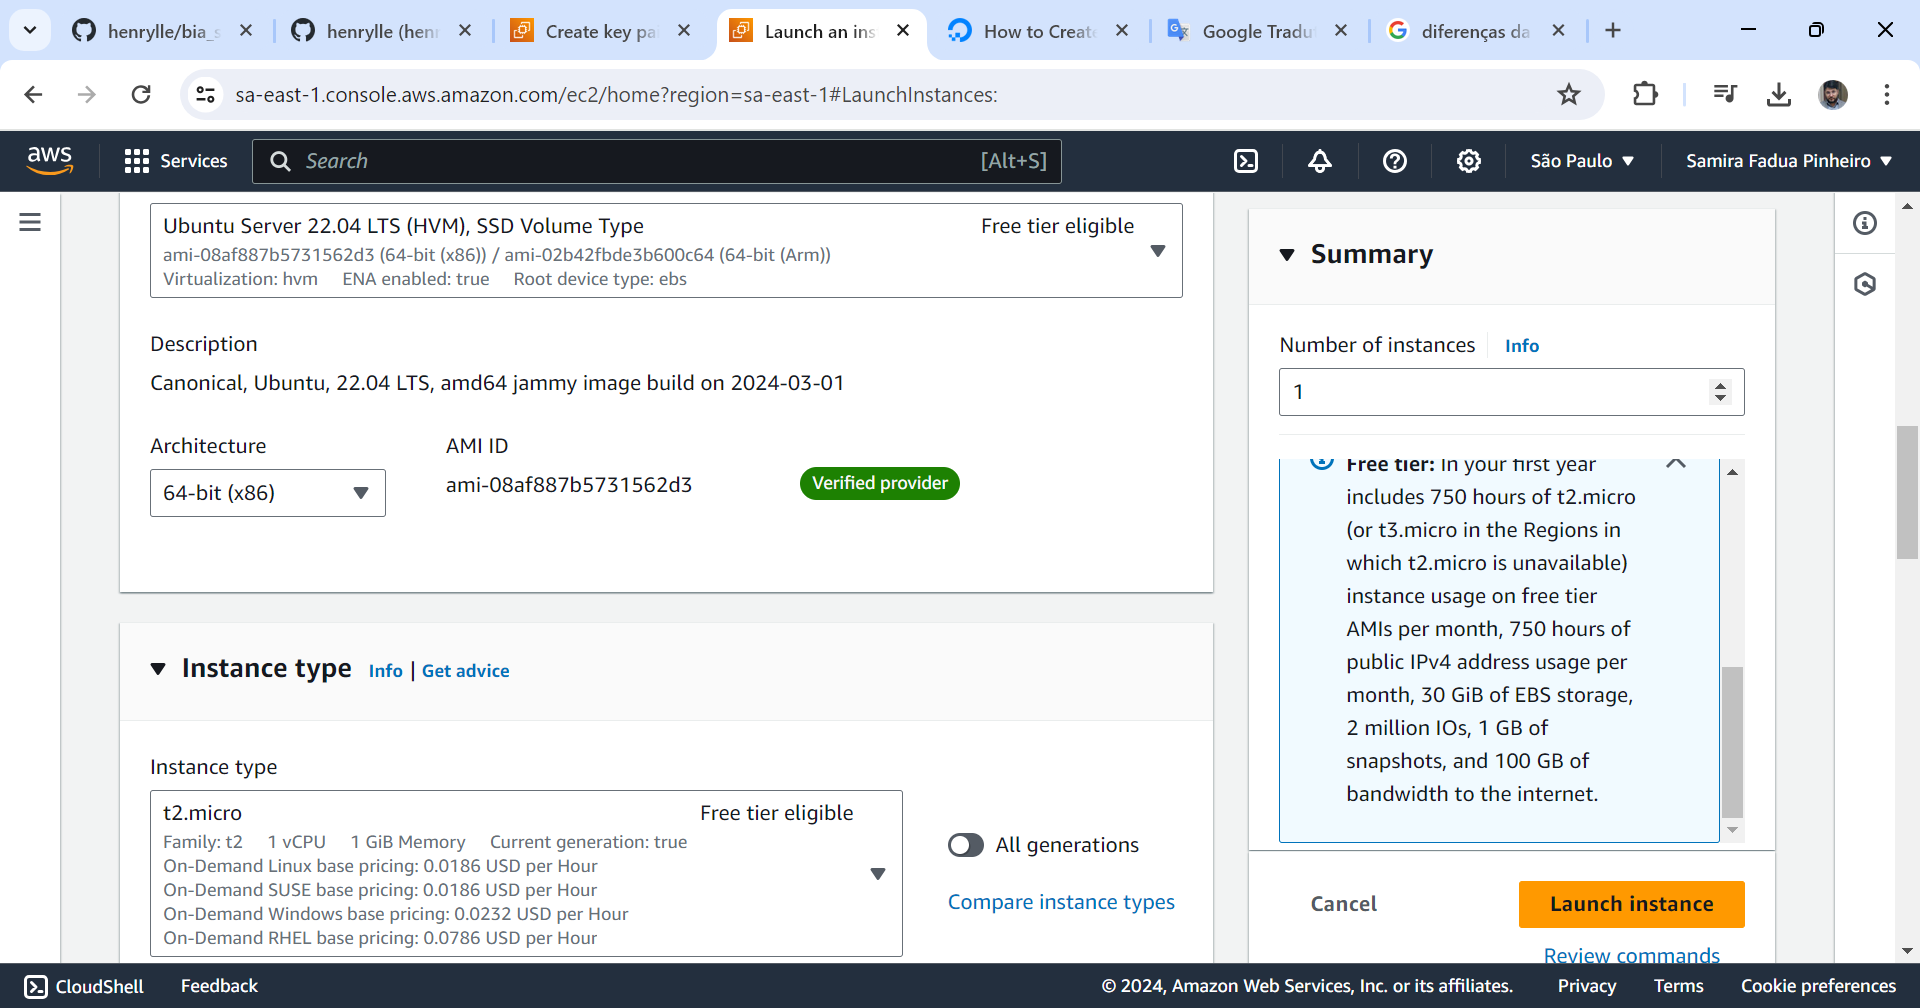 henrylle/bia_s
henrylle (henr
Create key pai
Launch an ins
How to Create
Google Tradut
diferenças da
sa-east-1.console.aws.amazon.com/ec2/home?region=sa-east-1#LaunchInstances:
aws
Services
Search
[Alt+S]
São Paulo
Samira Fadua Pinheiro
Ubuntu Server 22.04 LTS (HVM), SSD Volume Type
Free tier eligible
ami-08af887b5731562d3 (64-bit (x86)) / ami-02b42fbde3b600c64 (64-bit (Arm))
Virtualization: hvm ENA enabled: true Root device type: ebs
Description
Canonical, Ubuntu, 22.04 LTS, amd64 jammy image build on 2024-03-01
Architecture
AMI ID
64-bit (x86)
ami-08af887b5731562d3
Verified provider
Instance type
Info | Get advice
Instance type
t2.micro
Free tier eligible
Family: t2 1 vCPU 1 GiB Memory Current generation: true
On-Demand Linux base pricing: 0.0186 USD per Hour
On-Demand SUSE base pricing: 0.0186 USD per Hour
On-Demand Windows base pricing: 0.0232 USD per Hour
On-Demand RHEL base pricing: 0.0786 USD per Hour
All generations
Compare instance types
Summary
Number of instances
Info
1
Free tier: In your first year
includes 750 hours of t2.micro
(or t3.micro in the Regions in
which t2.micro is unavailable)
instance usage on free tier
AMIs per month, 750 hours of
public IPv4 address usage per
month, 30 GiB of EBS storage,
2 million IOs, 1 GB of
snapshots, and 100 GB of
bandwidth to the internet.
Cancel
Launch instance
Review commands
CloudShell
Feedback
© 2024, Amazon Web Services, Inc. or its affiliates.
Privacy
Terms
Cookie preferences